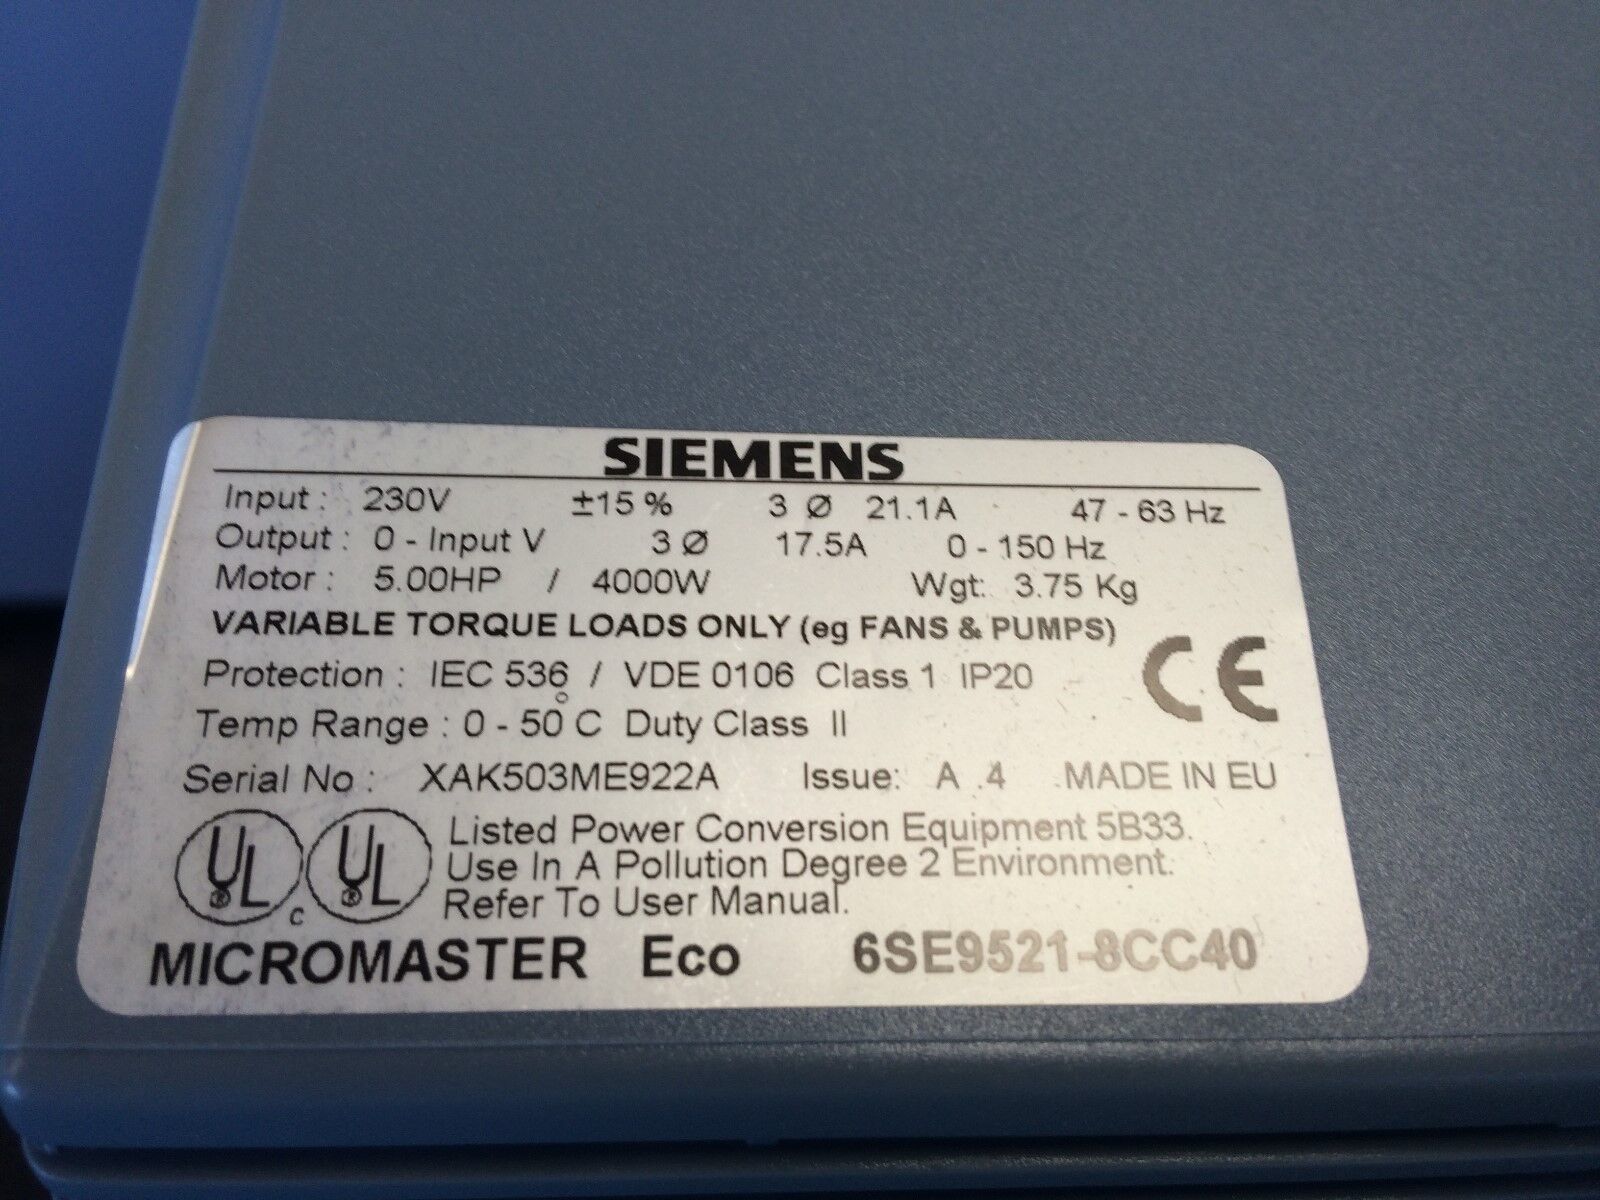 SIEMENS
Input : 230V ±15 % 3 Ø 21.1A 47 - 63 Hz
Output : 0 - Input V 3 Ø 17.5A 0 - 150 Hz
Motor : 5.00HP / 4000W Wgt: 3.75 Kg
VARIABLE TORQUE LOADS ONLY (eg FANS & PUMPS)
CE
Protection : IEC 536 / VDE 0106 Class 1 IP20
Temp Range : 0 - 50°C Duty Class II
Serial No : XAK503ME922A Issue: A 4 MADE IN EU
UL ® c UL ® Listed Power Conversion Equipment 5B33.
Use In A Pollution Degree 2 Environment.
Refer To User Manual.
MICROMASTER Eco 6SE9521-8CC40